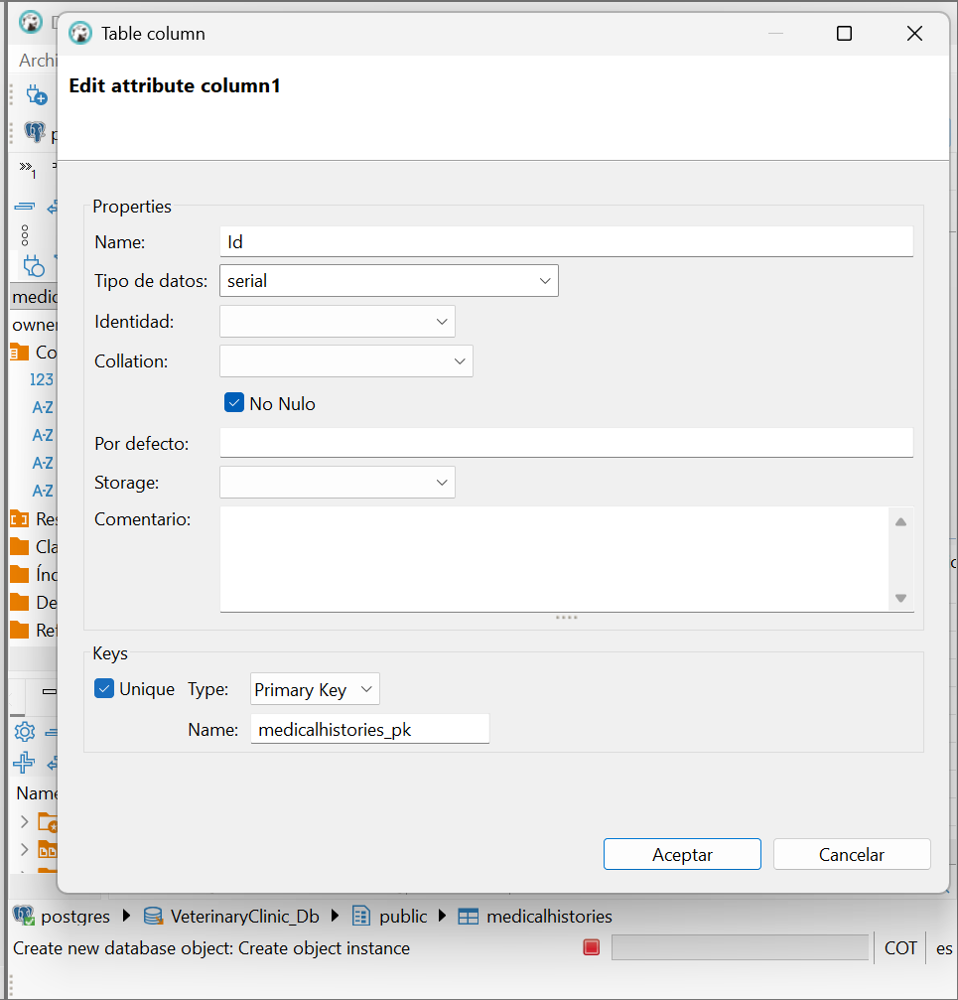 Table column
Archi
Edit attribute column1
1
medic
owner
Co
123
A-Z
A-Z
A-Z
A-Z
Res
Cla
Índ
De
Ref
Name
Properties
Name: Id
Tipo de datos: serial
Identidad:
Collation:
No Nulo
Por defecto:
Storage:
Comentario:
Keys
Unique Type: Primary Key
Name: medicalhistories_pk
Aceptar Cancelar
postgres VeterinaryClinic_Db public medicalhistories
Create new database object: Create object instance COT es